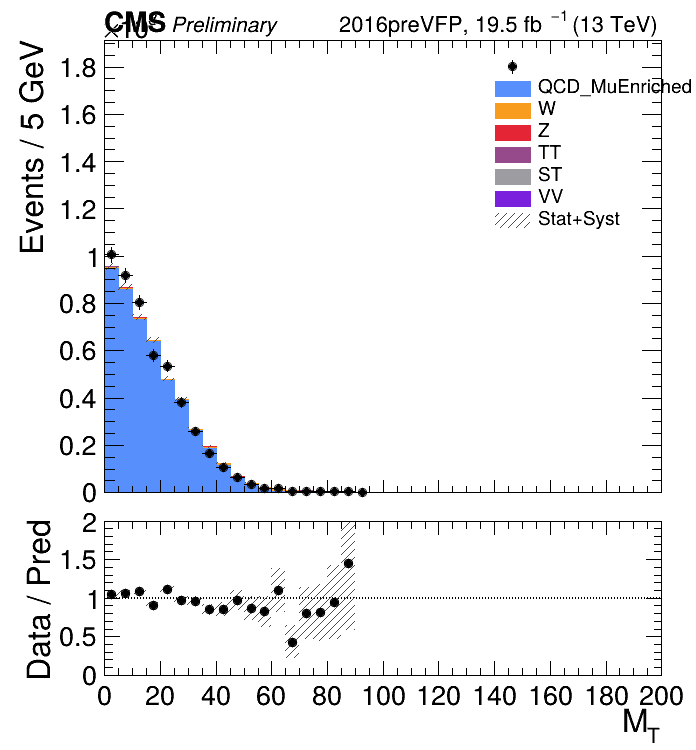 CMS Preliminary 2016preVFP, 19.5 fb⁻¹ (13 TeV)
Events / 5 GeV
1.8
1.6
1.4
1.2
1
0.8
0.6
0.4
0.2
0
QCD_MuEnriched
W
Z
TT
ST
VV
Stat+Syst
Data / Pred
2
1.5
1
0.5
0
0 20 40 60 80 100 120 140 160 180 200
M_T